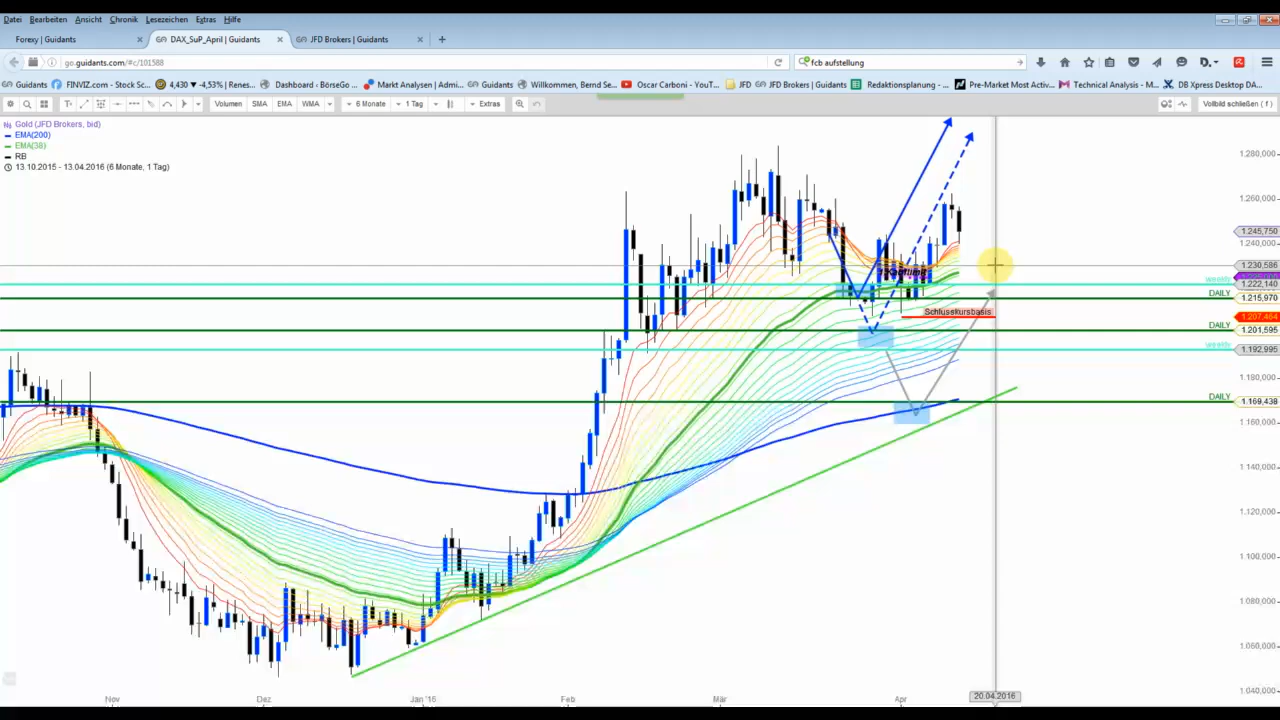 Datei Bearbeiten Ansicht Chronik Lesezeichen Extras Hilfe
Forexy | Guidants × DAX_SuP_April | Guidants × JFD Brokers | Guidants × +
go.guidants.com/#c/101588 fcb aufstellung
Guidants FINVIZ.com - Stock Sc... 4,430 ▼ -4,53% | Renes... Dashboard - BörseGo ... Markt Analysen | Admi... Guidants Willkommen, Bernd Se... Oscar Carboni - YouTu... JFD JFD Brokers | Guidants Redaktionsplanung - ... Pre-Market Most Activ... Technical Analysis - M... DB Xpress Desktop DA...
Volumen SMA EMA WMA 6 Monate 1 Tag Extras Vollbild schließen ( f )
Gold (JFD Brokers, bid)
EMA(200)
EMA(38)
RB
13.10.2015 - 13.04.2016 (6 Monate, 1 Tag)
1.280,000
1.260,000
1.245,750
1.240,000
1.230,586
weekly 1.222,140
DAILY 1.215,970
Schlusskursbasis 1.207,464
DAILY 1.201,595
weekly 1.192,995
1.180,000
DAILY 1.169,438
1.160,000
1.140,000
1.120,000
1.100,000
1.080,000
1.060,000
1.040,000
Nov Dez Jan '16 Feb Mär Apr 20.04.2016